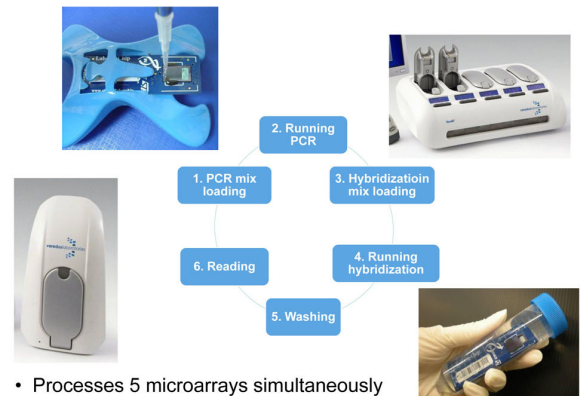 2. Running
PCR
1. PCR mix
loading
3. Hybridizatioin
mix loading
6. Reading
4. Running
hybridization
5. Washing
• Processes 5 microarrays simultaneously